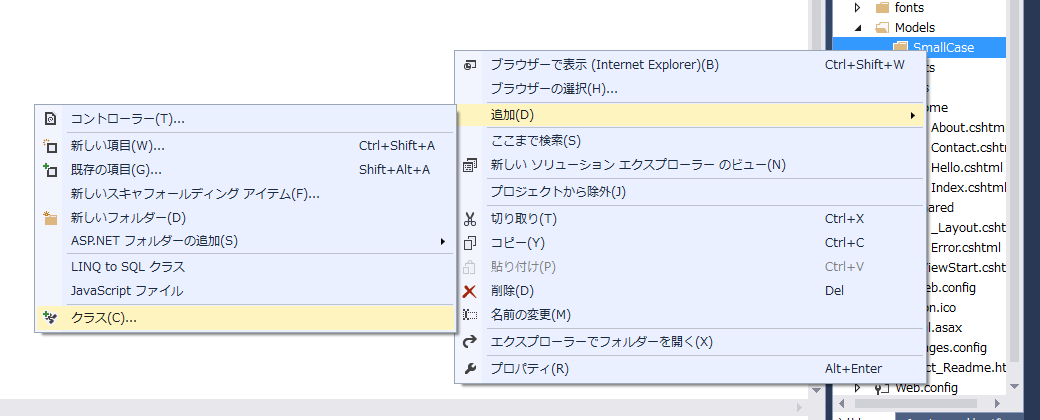 コントローラー(T)...
新しい項目(W)... Ctrl+Shift+A
既存の項目(G)... Shift+Alt+A
新しいスキャフォールディング アイテム(F)...
新しいフォルダー(D)
ASP.NET フォルダーの追加(S)
LINQ to SQL クラス
JavaScript ファイル
クラス(C)...
ブラウザーで表示 (Internet Explorer)(B) Ctrl+Shift+W
ブラウザーの選択(H)...
追加(D)
ここまで検索(S)
新しい ソリューション エクスプローラー のビュー(N)
プロジェクトから除外(J)
切り取り(T) Ctrl+X
コピー(Y) Ctrl+C
貼り付け(P) Ctrl+V
削除(D) Del
名前の変更(M)
エクスプローラーでフォルダーを開く(X)
プロパティ(R) Alt+Enter
fonts
Models
SmallCase
ts
s
ome
About.cshtm
Contact.cshtm
Hello.cshtml
Index.cshtml
ared
_Layout.csht
Error.cshtml
iewStart.csht
eb.config
on.ico
l.asax
ages.config
ct_Readme.ht
Web.config